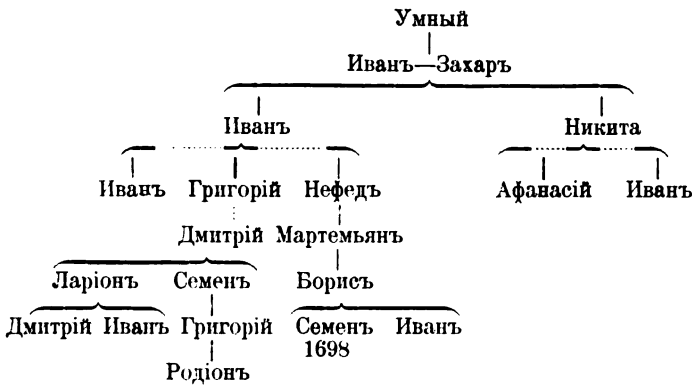 Умный
Иванъ—Захаръ
Иванъ Никита
Иванъ Григорій Нефедъ Афанасій Иванъ
Дмитрій Мартемьянъ
Ларіонъ Семенъ Борисъ
Дмитрій Иванъ Григорій Семенъ Иванъ
1698
Родіонъ